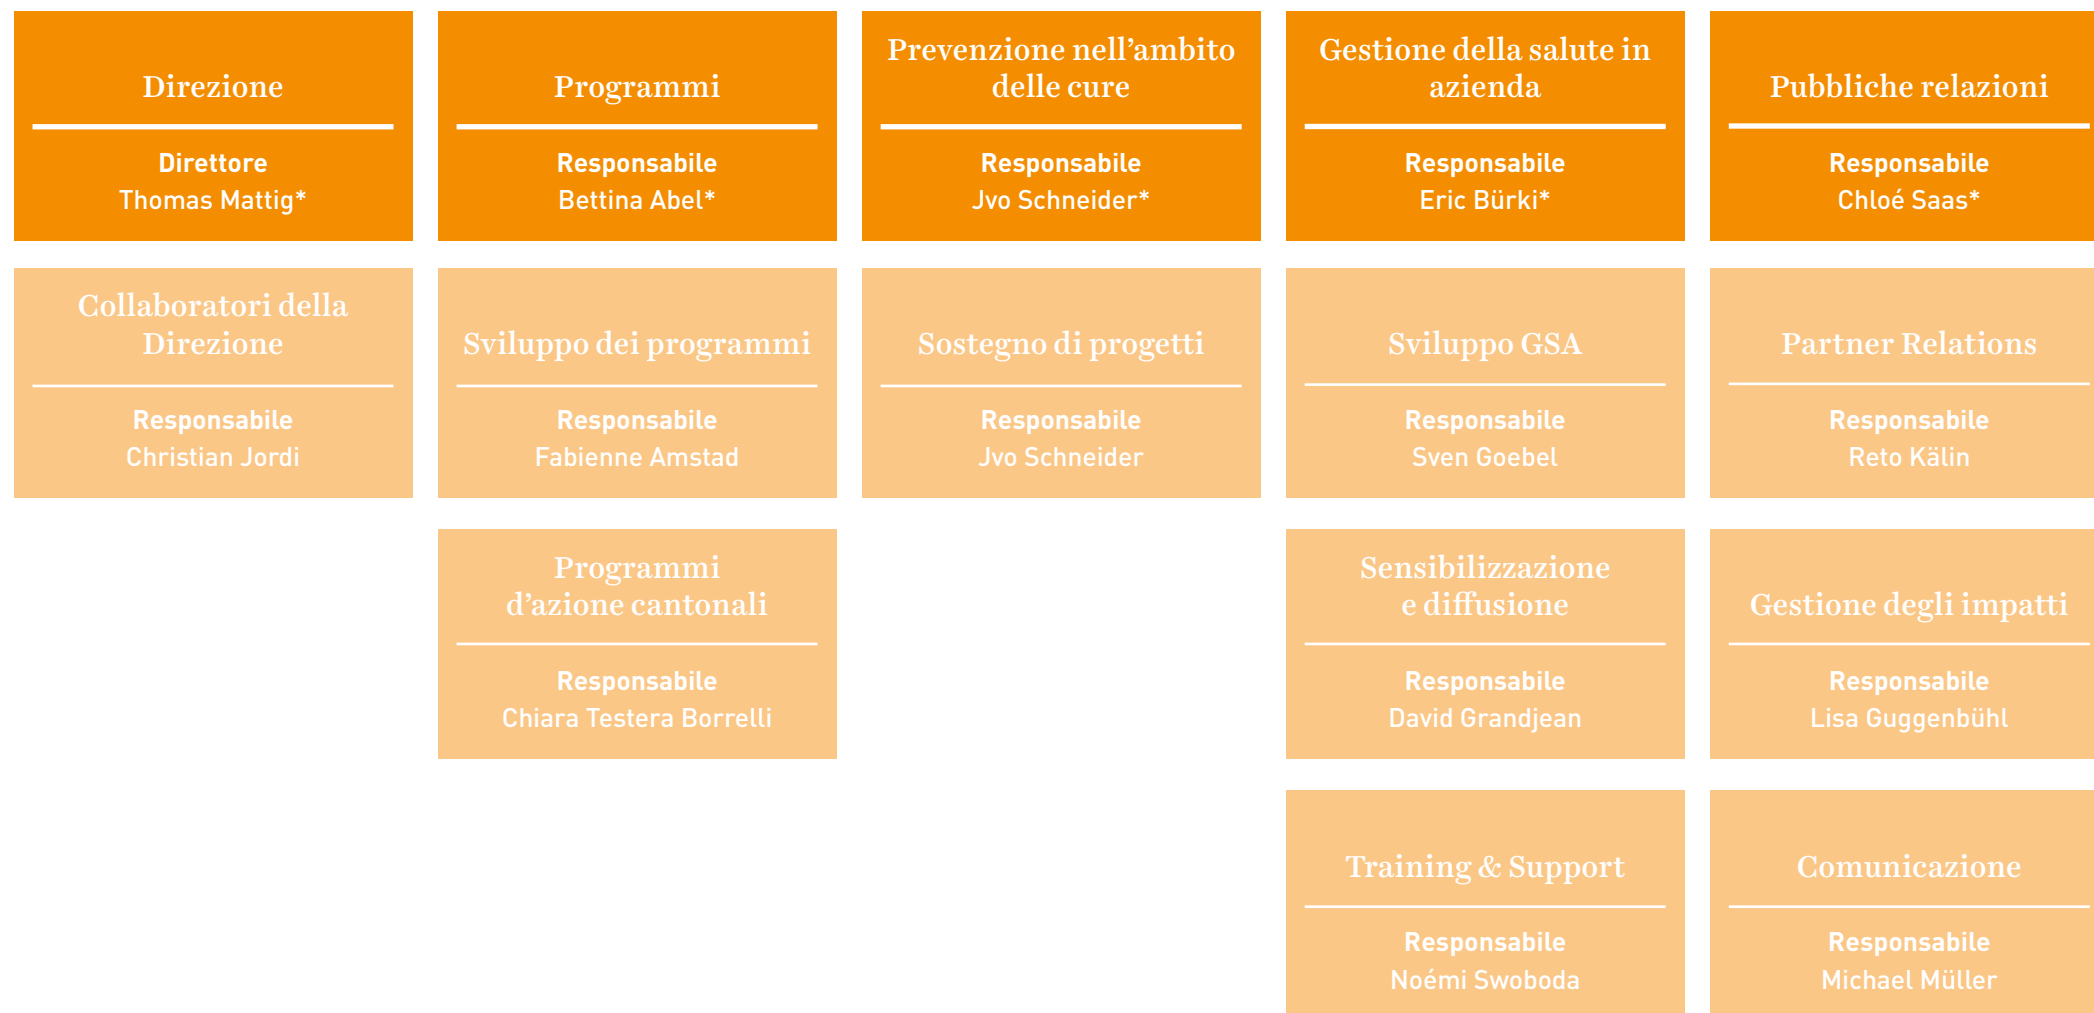 Direzione
Direttore
Thomas Mattig*
Programmi
Responsabile
Bettina Abel*
Prevenzione nell’ambito
delle cure
Responsabile
Jvo Schneider*
Gestione della salute in
azienda
Responsabile
Eric Bürki*
Pubbliche relazioni
Responsabile
Chloé Saas*
Collaboratori della
Direzione
Responsabile
Christian Jordi
Sviluppo dei programmi
Responsabile
Fabienne Amstad
Sostegno di progetti
Responsabile
Jvo Schneider
Sviluppo GSA
Responsabile
Sven Goebel
Partner Relations
Responsabile
Reto Kälin
Programmi
d’azione cantonali
Responsabile
Chiara Testera Borrelli
Sensibilizzazione
e diffusione
Responsabile
David Grandjean
Gestione degli impatti
Responsabile
Lisa Guggenbühl
Training & Support
Responsabile
Noémi Swoboda
Comunicazione
Responsabile
Michael Müller